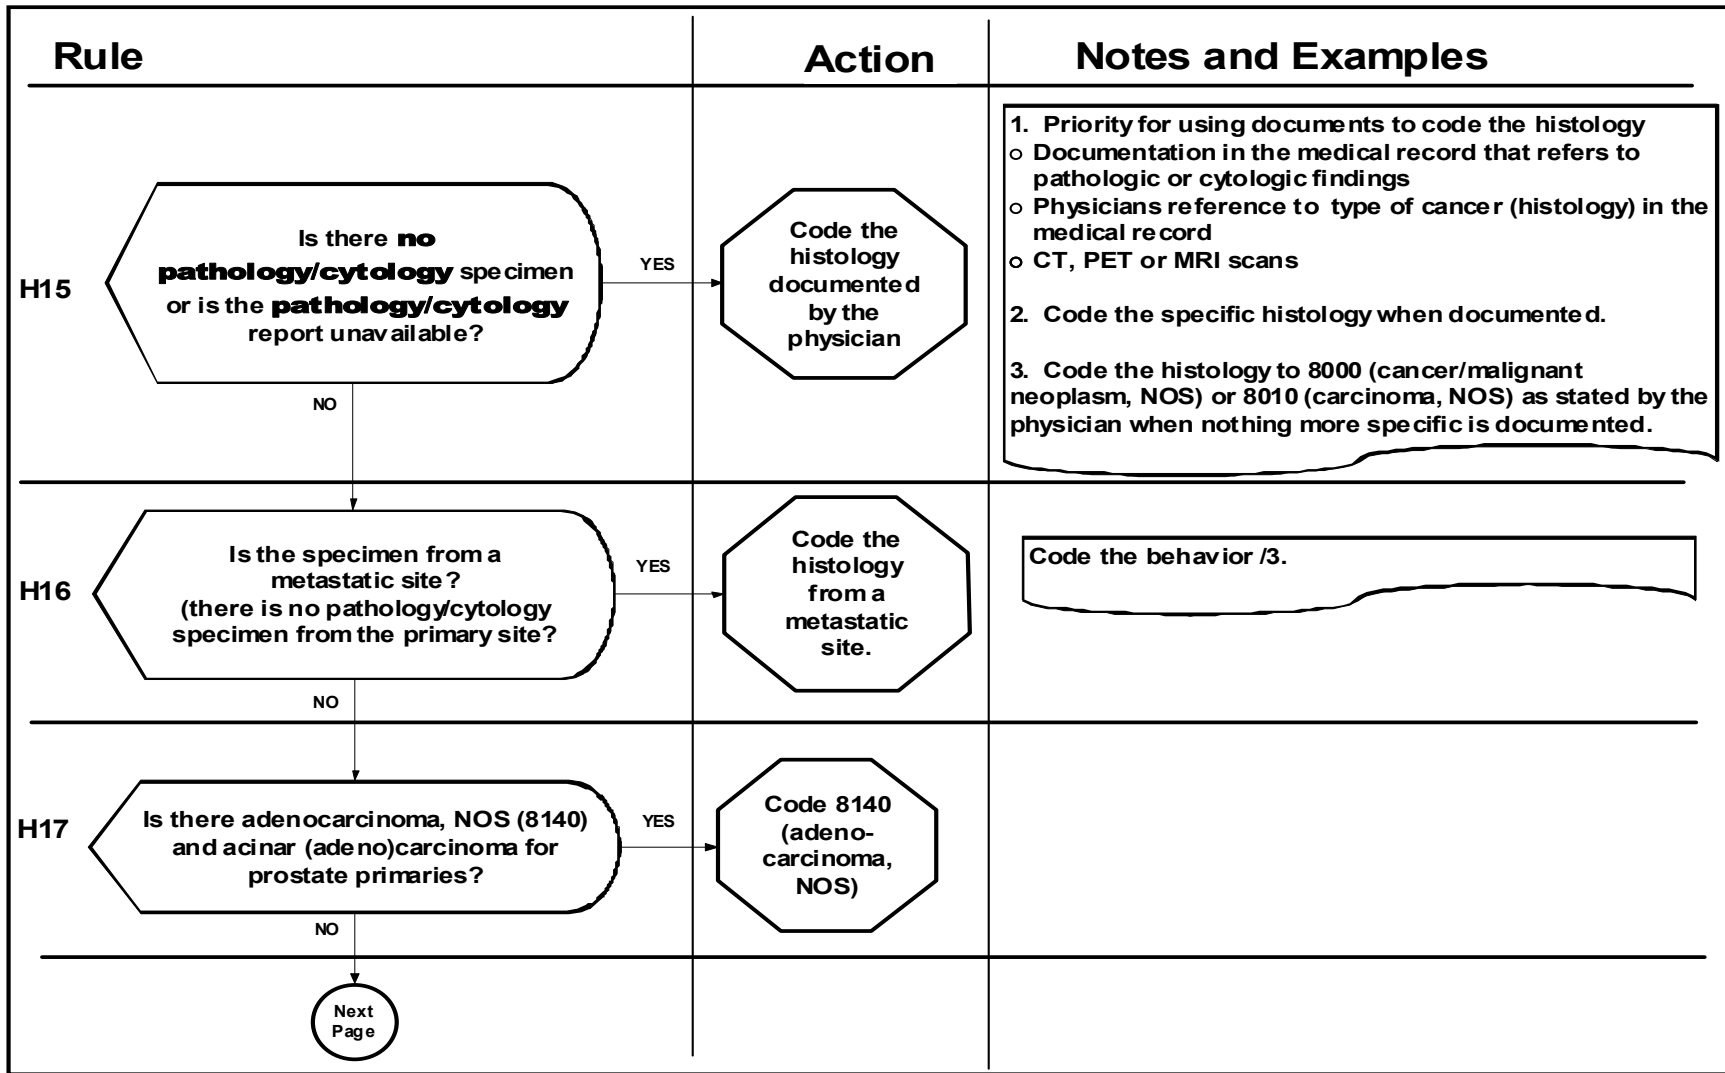 Rule
Action
Notes and Examples
H15
Is there no
pathology/cytology specimen
or is the pathology/cytology
report unavailable?
YES
NO
Code the
histology
documented
by the
physician
1. Priority for using documents to code the histology
o Documentation in the medical record that refers to
pathologic or cytologic findings
o Physicians reference to type of cancer (histology) in the
medical record
o CT, PET or MRI scans
2. Code the specific histology when documented.
3. Code the histology to 8000 (cancer/malignant
neoplasm, NOS) or 8010 (carcinoma, NOS) as stated by the
physician when nothing more specific is documented.
H16
Is the specimen from a
metastatic site?
(there is no pathology/cytology
specimen from the primary site?
YES
NO
Code the
histology
from a
metastatic
site.
Code the behavior /3.
H17
Is there adenocarcinoma, NOS (8140)
and acinar (adeno)carcinoma for
prostate primaries?
YES
NO
Code 8140
(adeno-
carcinoma,
NOS)
Next
Page